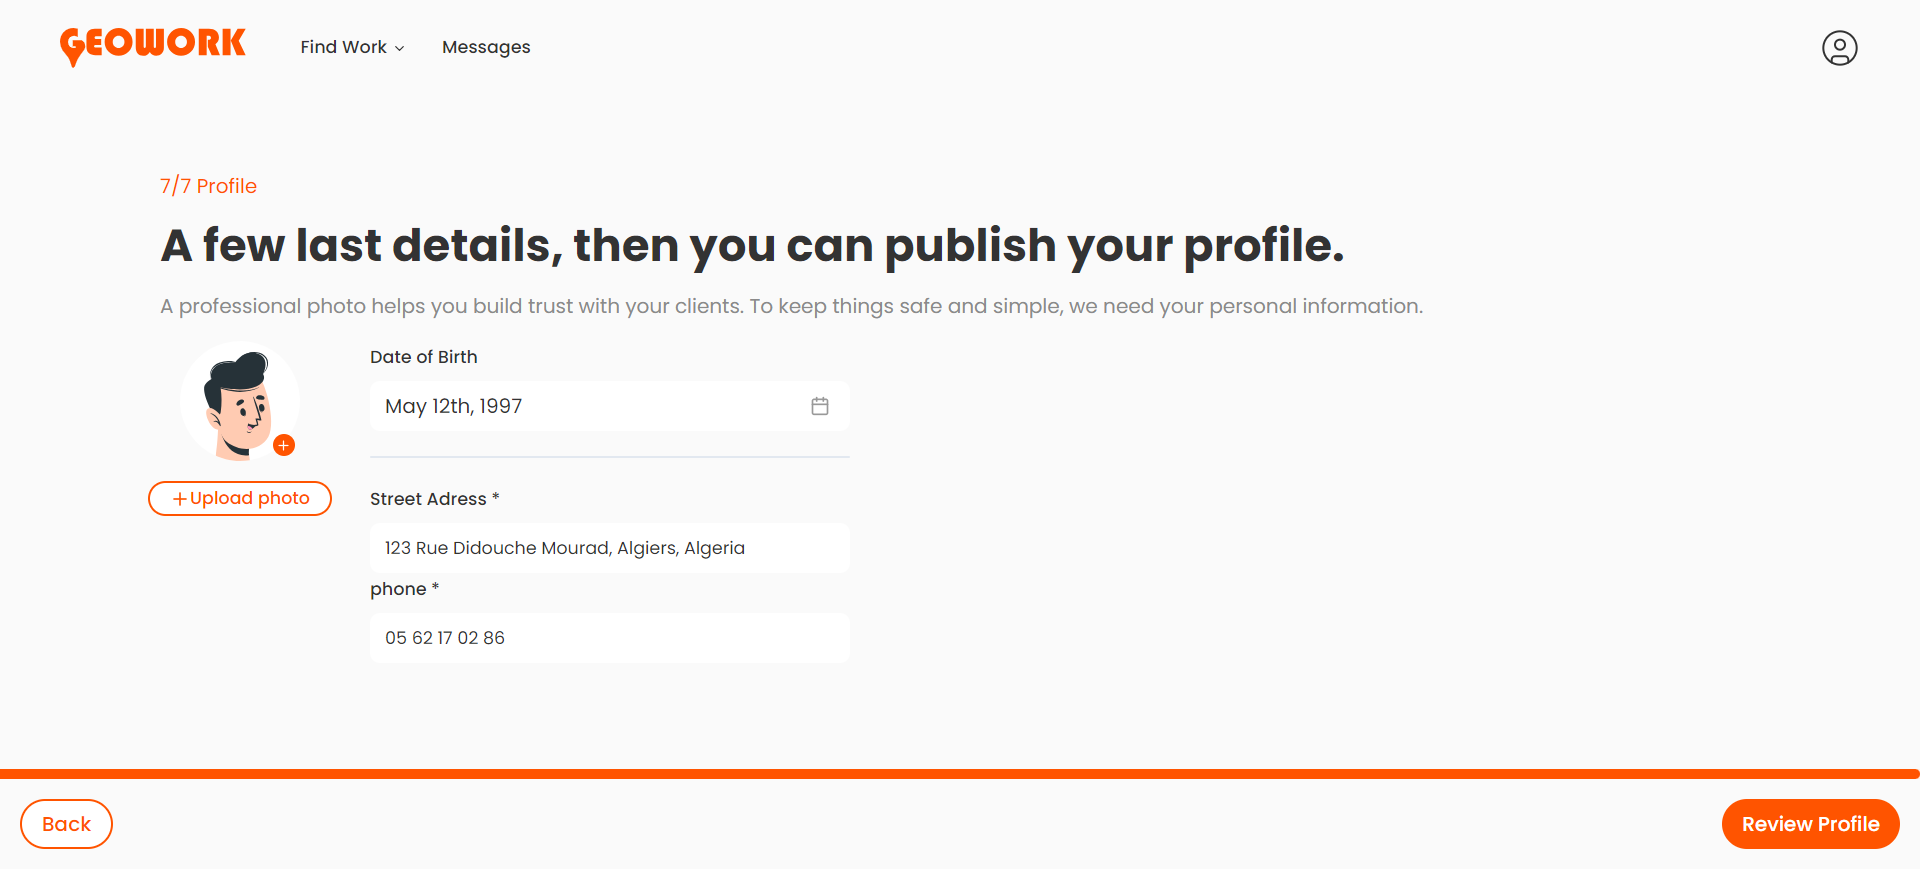 GEOWORK
Find Work
Messages
7/7 Profile
A few last details, then you can publish your profile.
A professional photo helps you build trust with your clients. To keep things safe and simple, we need your personal information.
Date of Birth
May 12th, 1997
+Upload photo
Street Adress *
123 Rue Didouche Mourad, Algiers, Algeria
phone *
05 62 17 02 86
Back
Review Profile